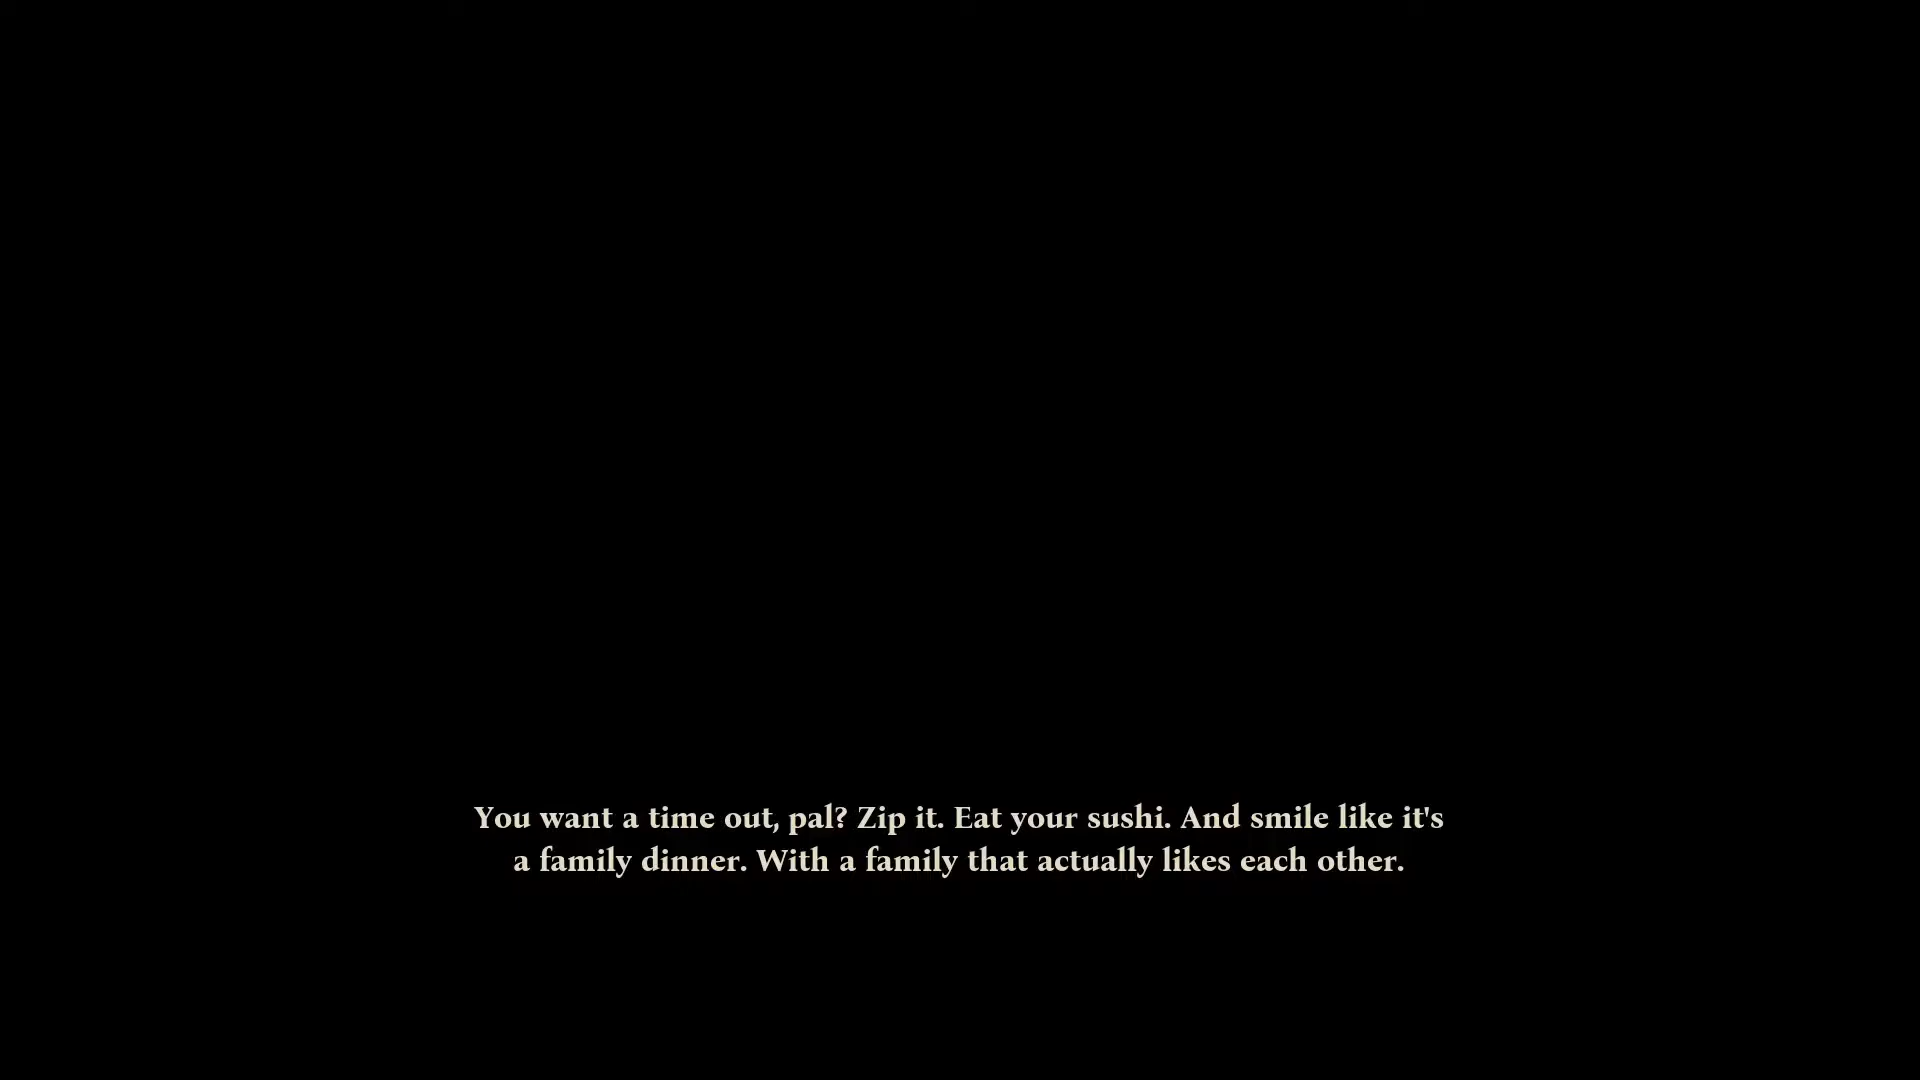 You want a time out, pal? Zip it. Eat your sushi. And smile like it's
a family dinner. With a family that actually likes each other.